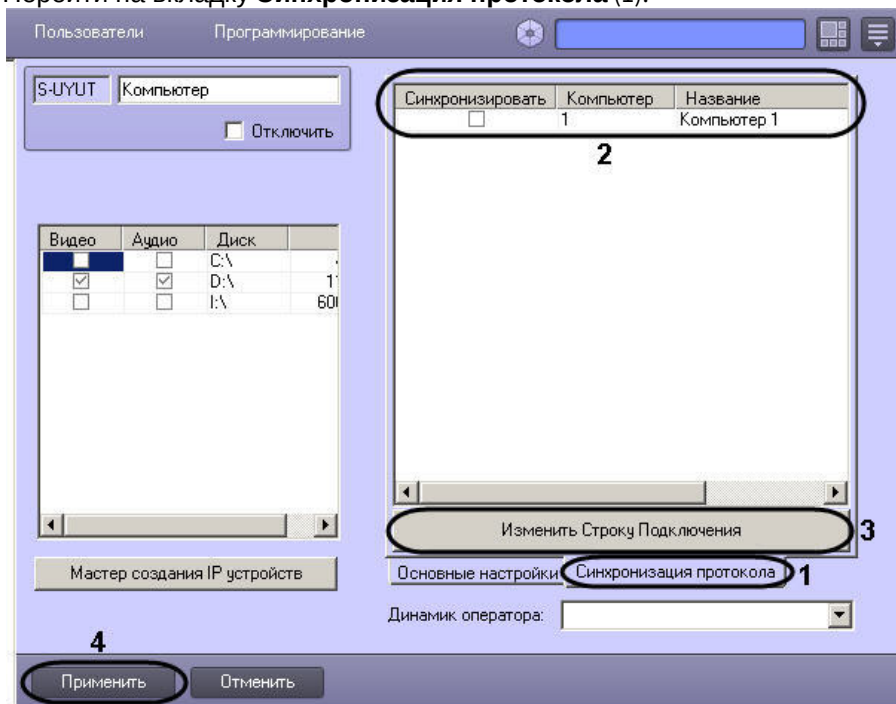 Перейти на вкладку Синхронизация протокола (1).
Пользователи Программирование
S-UYUT Компьютер
Отключить
Видео Аудио Диск
C:\
D:\ 1
I:\ 60
Мастер создания IP устройств
Синхронизировать Компьютер Название
1 Компьютер 1
2
Изменить Строку Подключения 3
Основные настройки Синхронизация протокола 1
Динамик оператора:
4
Применить Отменить